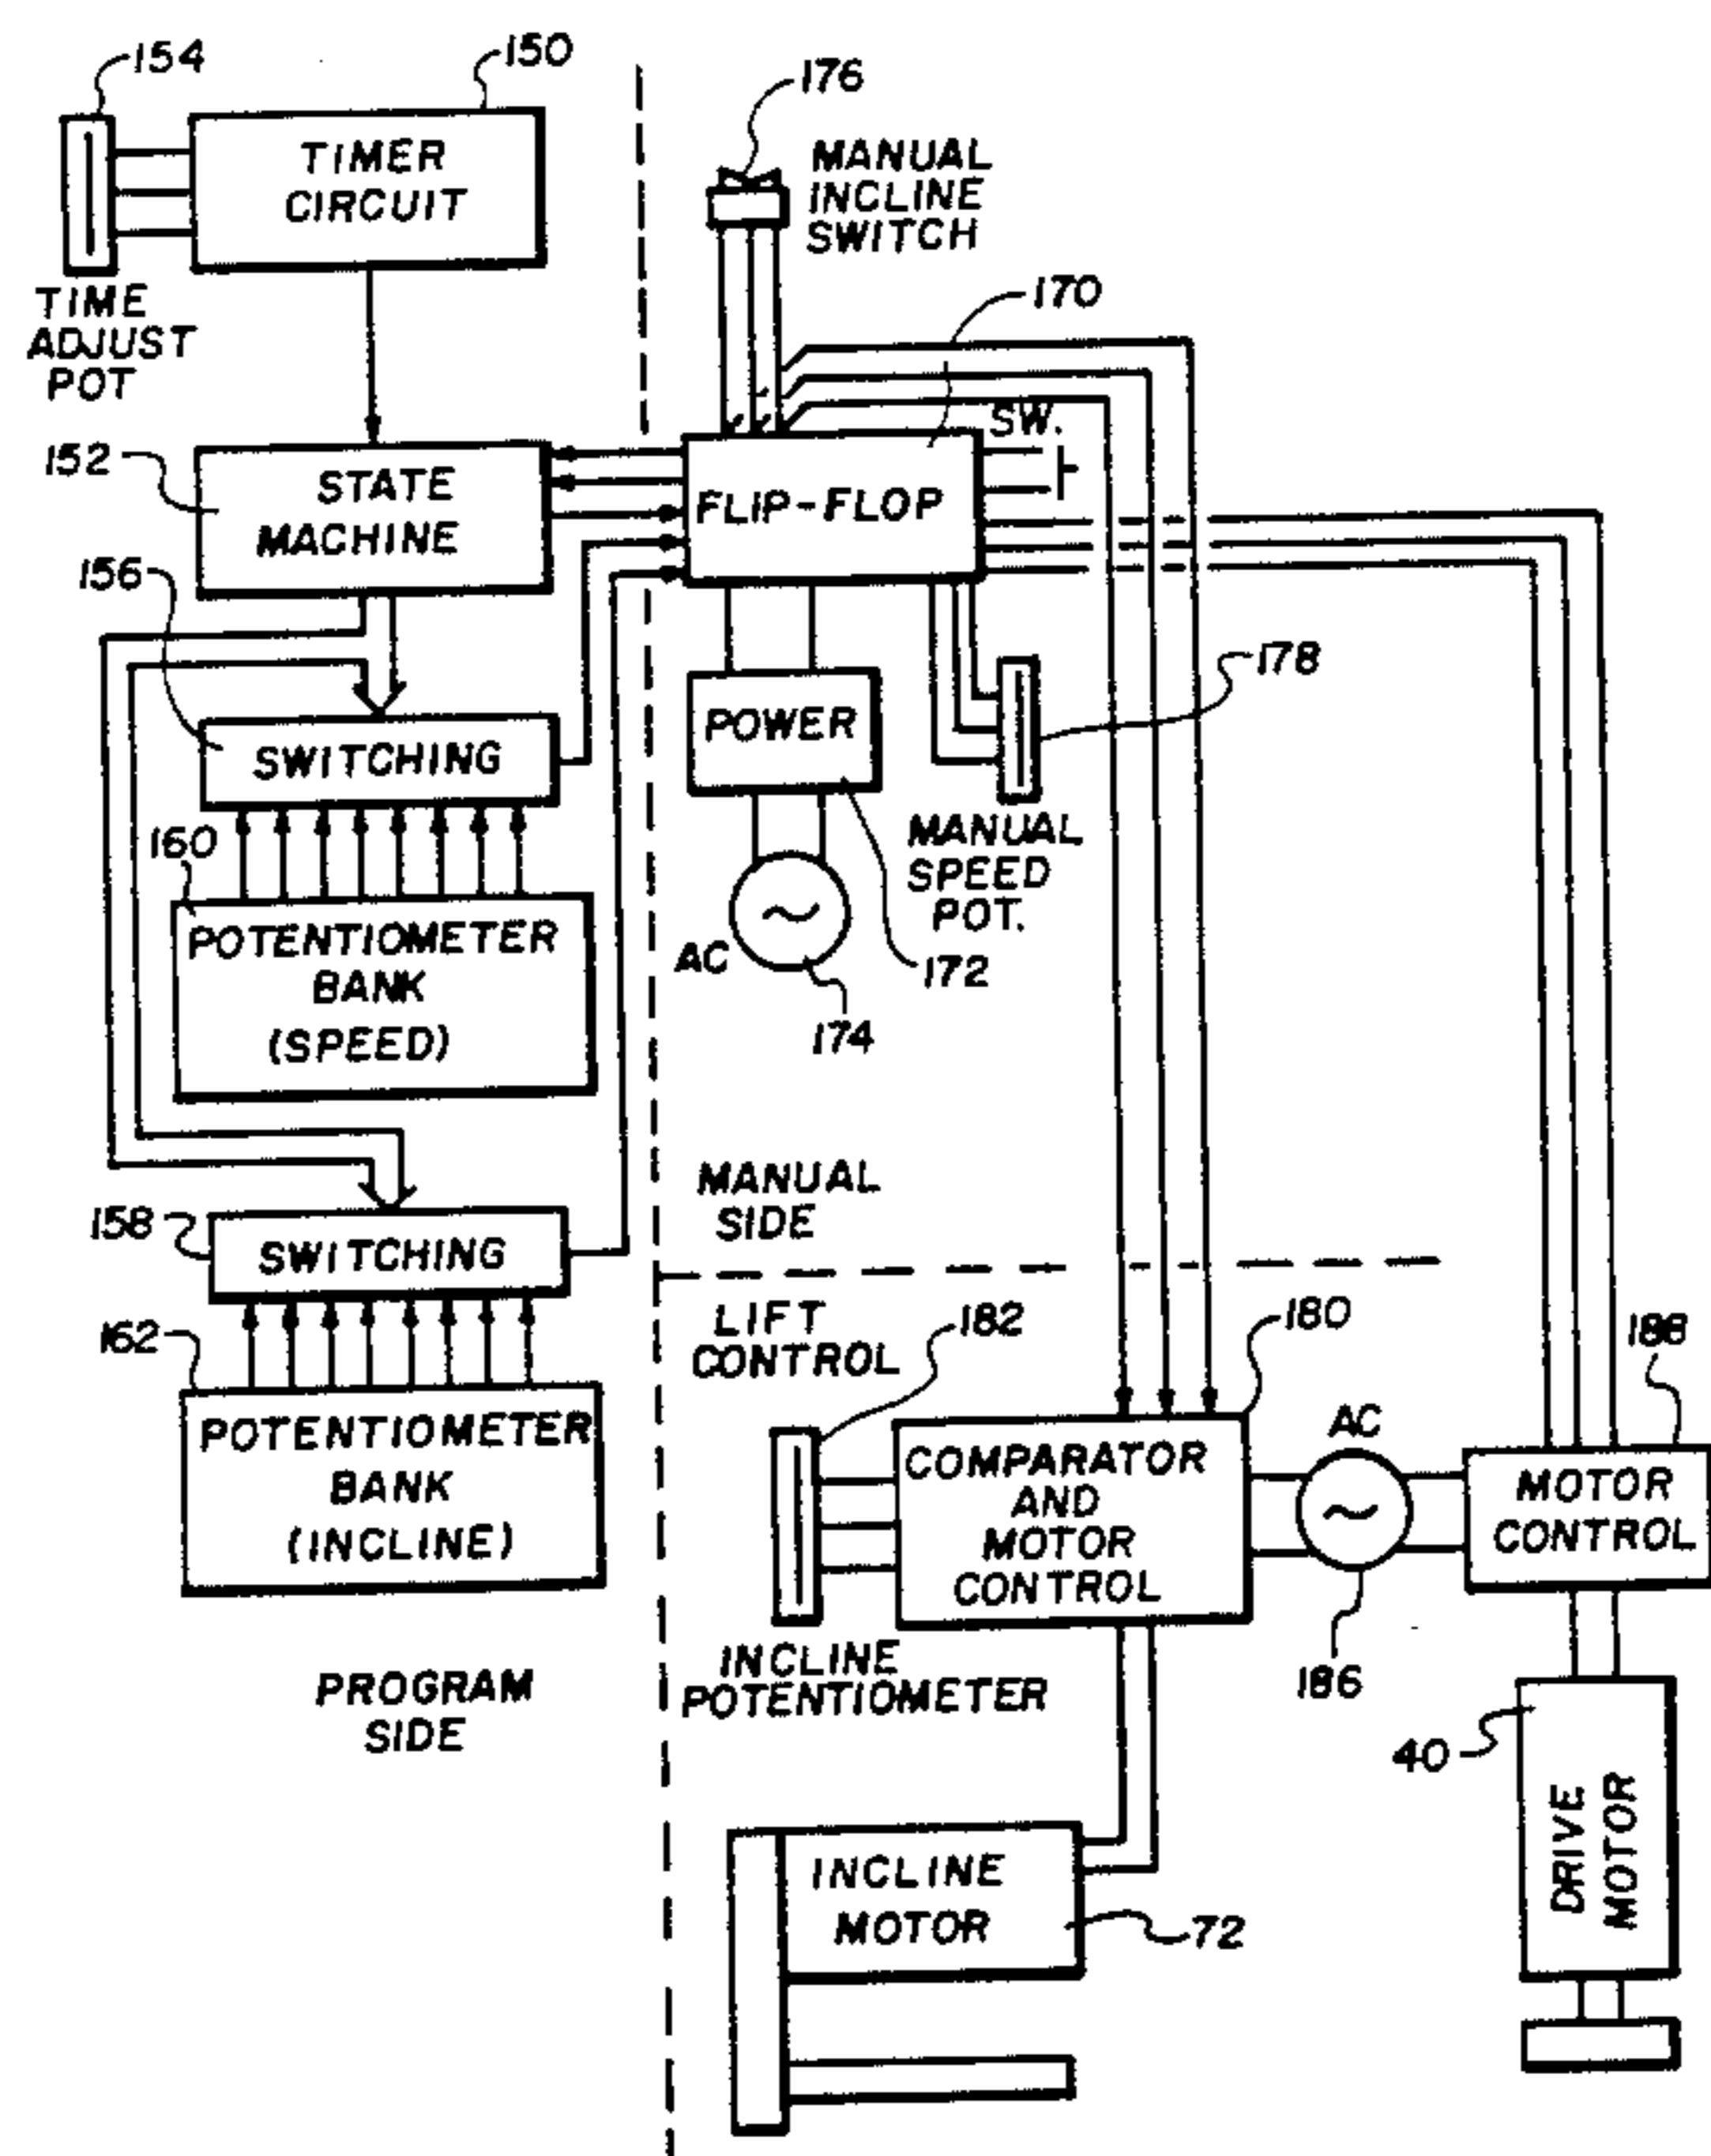 154
150
TIMER
CIRCUIT
TIME
ADJUST
POT
176
MANUAL
INCLINE
SWITCH
170
SW.
152
STATE
MACHINE
FLIP-FLOP
156
SWITCHING
POWER
178
MANUAL
SPEED
POT.
160
POTENTIOMETER
BANK
(SPEED)
AC
172
174
MANUAL
SIDE
158
SWITCHING
LIFT
CONTROL
182
180
188
162
POTENTIOMETER
BANK
(INCLINE)
COMPARATOR
AND
MOTOR
CONTROL
AC
MOTOR
CONTROL
INCLINE
POTENTIOMETER
186
PROGRAM
SIDE
40
DRIVE
MOTOR
INCLINE
MOTOR
72